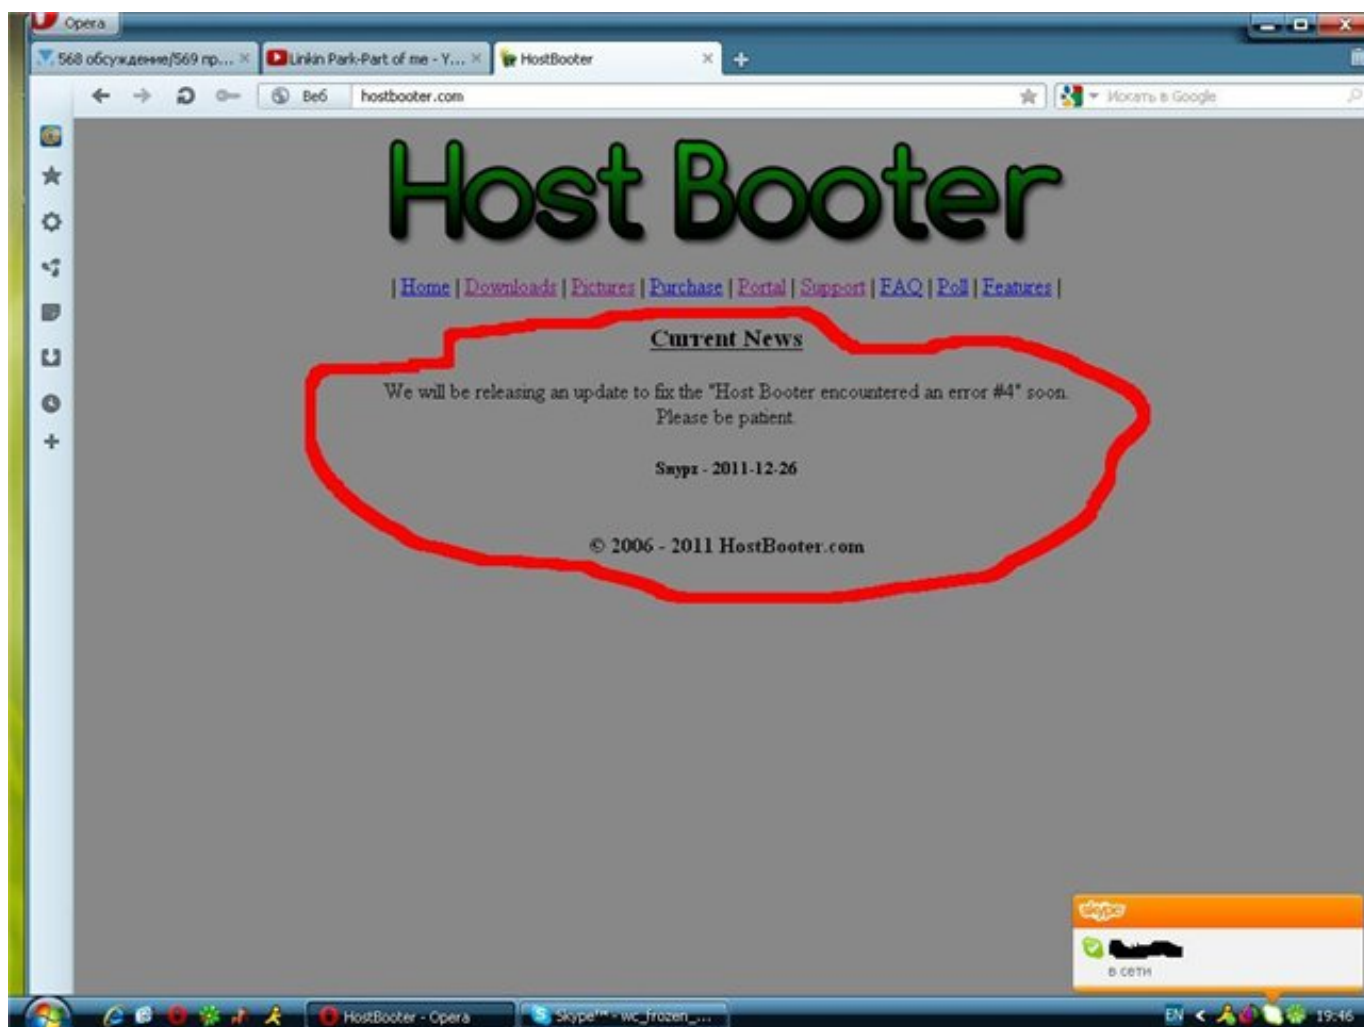 Opera
568 обсуждение/569 пр...
Linkin Park-Part of me - Y...
HostBooter
Веб
hostbooter.com
Искать в Google
Host Booter
| Home | Downloads | Pictures | Purchase | Portal | Support | FAQ | Poll | Features |
Current News
We will be releasing an update to fix the "Host Booter encountered an error #4" soon.
Please be patient.
Snypz - 2011-12-26
© 2006 - 2011 HostBooter.com
skype
в сети
HostBooter - Opera
Skype™ - wc_frozen_...
EN
19:46